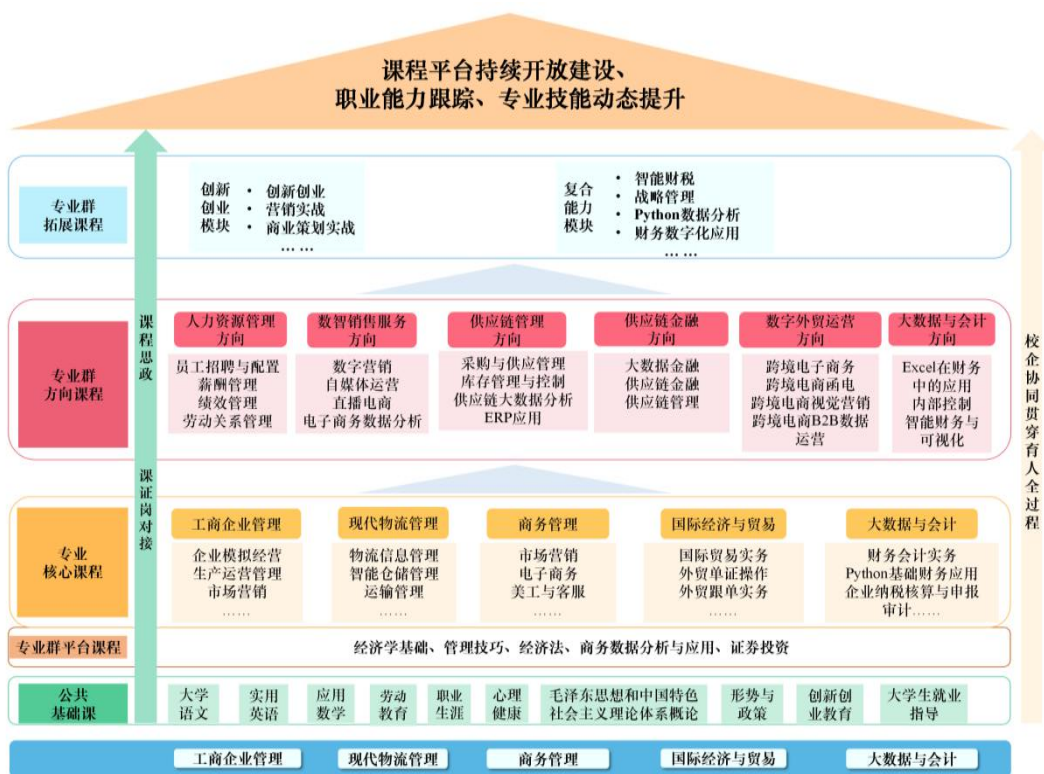 课程平台持续开放建设、
职业能力跟踪、专业技能动态提升
专业群
拓展课程
创新
创业
模块
• 创新创业
• 营销实战
• 商业策划实战
… …
复合
能力
模块
• 智能财税
• 战略管理
• Python数据分析
• 财务数字化应用
… …
课程思政
课证岗对接
校企协同贯穿育人全过程
专业群
方向课程
人力资源管理
方向
员工招聘与配置
薪酬管理
绩效管理
劳动关系管理
数智销售服务
方向
数字营销
自媒体运营
直播电商
电子商务数据分析
供应链管理
方向
采购与供应管理
库存管理与控制
供应链大数据分析
ERP应用
供应链金融
方向
大数据金融
供应链金融
供应链管理
数字外贸运营
方向
跨境电子商务
跨境电商函电
跨境电商视觉营销
跨境电商B2B数据
运营
大数据与会计
方向
Excel在财务
中的应用
内部控制
智能财务与
可视化
专业
核心课程
工商企业管理
企业模拟经营
生产运营管理
市场营销
……
现代物流管理
物流信息管理
智能仓储管理
运输管理
……
商务管理
市场营销
电子商务
美工与客服
……
国际经济与贸易
国际贸易实务
外贸单证操作
外贸跟单实务
……
大数据与会计
财务会计实务
Python基础财务应用
企业纳税核算与申报
审计……
专业群平台课程
经济学基础、管理技巧、经济法、商务数据分析与应用、证券投资
公共
基础课
大学
语文
实用
英语
应用
数学
劳动
教育
职业
生涯
心理
健康
毛泽东思想和中国特色
社会主义理论体系概论
形势与
政策
创新创
业教育
大学生就业
指导
工商企业管理
现代物流管理
商务管理
国际经济与贸易
大数据与会计